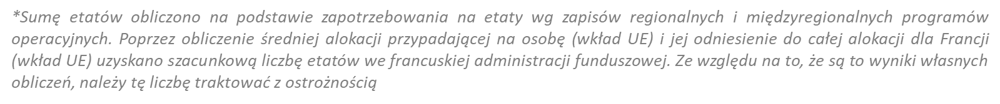 *Sumę etatów obliczono na podstawie zapotrzebowania na etaty wg zapisów regionalnych i międzyregionalnych programów
operacyjnych. Poprzez obliczenie średniej alokacji przypadającej na osobę (wkład UE) i jej odniesienie do całej alokacji dla Francji
(wkład UE) uzyskano szacunkową liczbę etatów we francuskiej administracji funduszowej. Ze względu na to, że są to wyniki własnych
obliczeń, należy tę liczbę traktować z ostrożnością